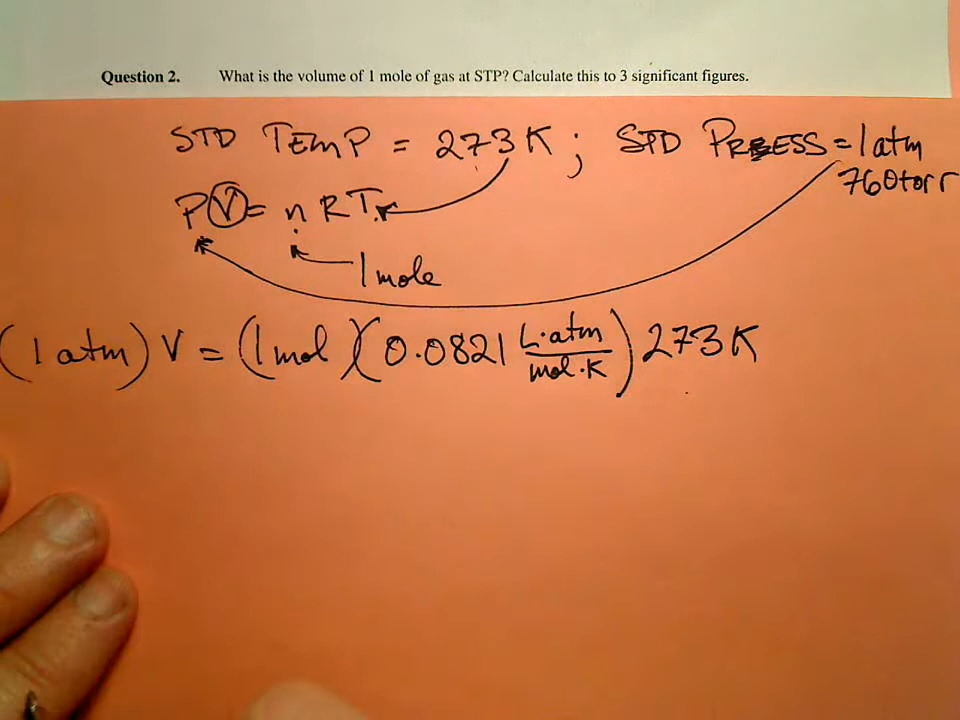 Question 2. What is the volume of 1 mole of gas at STP? Calculate this to 3 significant figures.
STD TEMP = 273 K ; STD PRESS = 1 atm
760 torr
PV = nRT
1 mole
(1 atm) V = (1 mol)(0.0821 L·atm/mol·K) 273 K